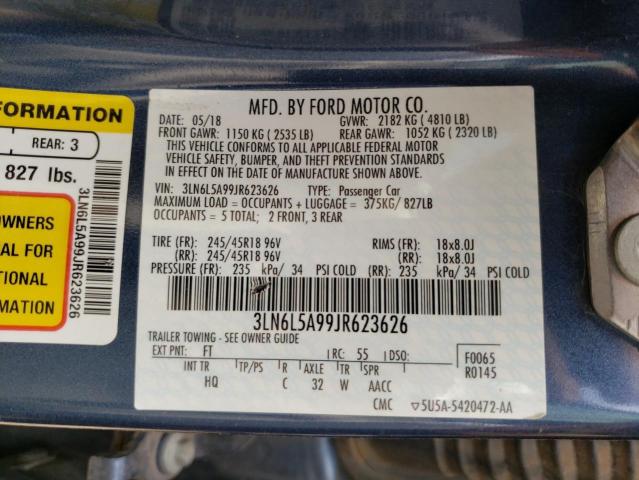 FORMATION
REAR: 3
827 lbs.
OWNERS
AL FOR
TIONAL
ION
3LN6L5A99JR623626
MFD. BY FORD MOTOR CO.
DATE: 05/18 GVWR: 2182 KG ( 4810 LB)
FRONT GAWR: 1150 KG ( 2535 LB) REAR GAWR: 1052 KG ( 2320 LB)
THIS VEHICLE CONFORMS TO ALL APPLICABLE FEDERAL MOTOR
VEHICLE SAFETY, BUMPER, AND THEFT PREVENTION STANDARDS
IN EFFECT ON THE DATE OF MANUFACTURE SHOWN ABOVE.
VIN: 3LN6L5A99JR623626 TYPE: Passenger Car
MAXIMUM LOAD = OCCUPANTS + LUGGAGE = 375KG/ 827LB
OCCUPANTS = 5 TOTAL; 2 FRONT, 3 REAR
TIRE (FR): 245/45R18 96V RIMS (FR): 18x8.0J
(RR): 245/45R18 96V (RR): 18x8.0J
PRESSURE (FR): 235 kPa/ 34 PSI COLD (RR): 235 kPa/ 34 PSI COLD
3LN6L5A99JR623626
TRAILER TOWING - SEE OWNER GUIDE
EXT PNT: FT RC: 55 DSO: F0065
INT TR TP/PS R AXLE TR SPR R0145
HQ C 32 W AACC
CMC ▽5U5A-5420472-AA